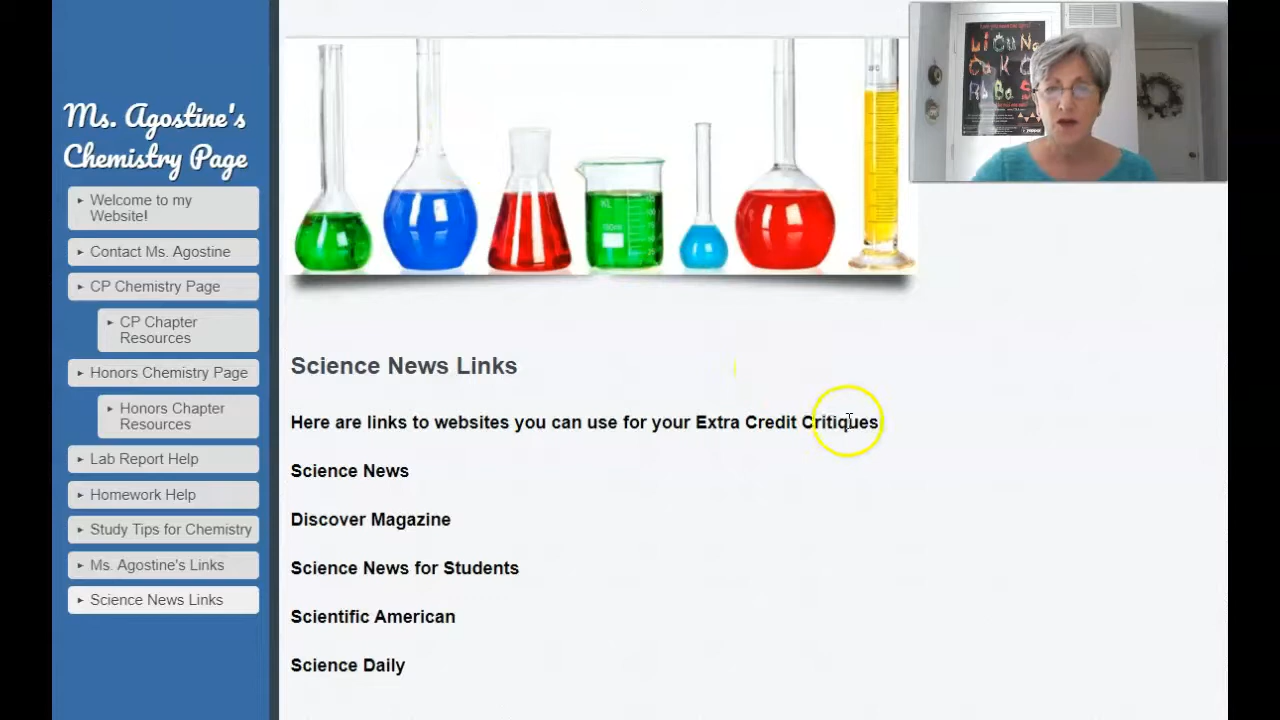 Ms. Agostine's
Chemistry Page
Welcome to my
Website!
Contact Ms. Agostine
CP Chemistry Page
CP Chapter
Resources
Honors Chemistry Page
Honors Chapter
Resources
Lab Report Help
Homework Help
Study Tips for Chemistry
Ms. Agostine's Links
Science News Links
Science News Links
Here are links to websites you can use for your Extra Credit Critiques
Science News
Discover Magazine
Science News for Students
Scientific American
Science Daily